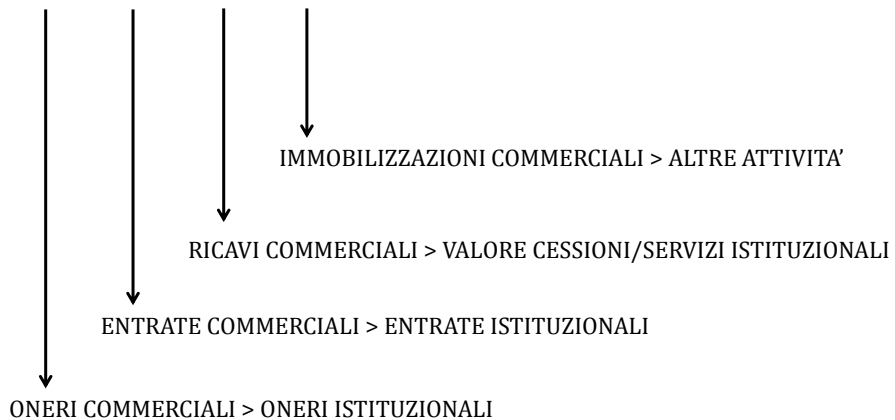 IMMOBILIZZAZIONI COMMERCIALI > ALTRE ATTIVITA’
RICAVI COMMERCIALI > VALORE CESSIONI/SERVIZI ISTITUZIONALI
ENTRATE COMMERCIALI > ENTRATE ISTITUZIONALI
ONERI COMMERCIALI > ONERI ISTITUZIONALI